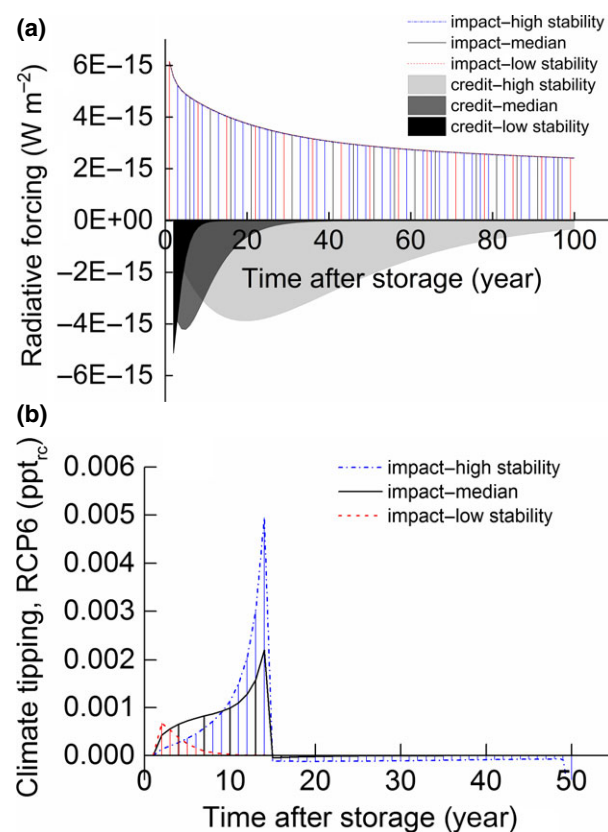 (a)
impact–high stability
impact–median
impact–low stability
credit–high stability
credit–median
credit–low stability
Radiative forcing (W m⁻²)
6E-15
4E-15
2E-15
0E+00
−2E-15
−4E-15
−6E-15
0 20 40 60 80 100
Time after storage (year)
(b)
impact–high stability
impact–median
impact–low stability
Climate tipping, RCP6 (ppt_rc)
0.006
0.005
0.004
0.003
0.002
0.001
0.000
0 10 20 30 40 50
Time after storage (year)